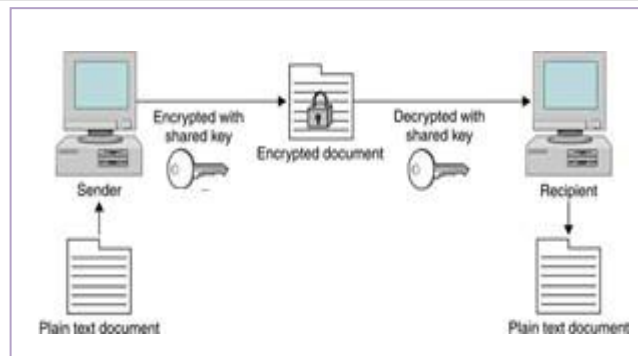 Encrypted with
shared key
Encrypted document
Decrypted with
shared key
Sender
Recipient
Plain text document
Plain text document